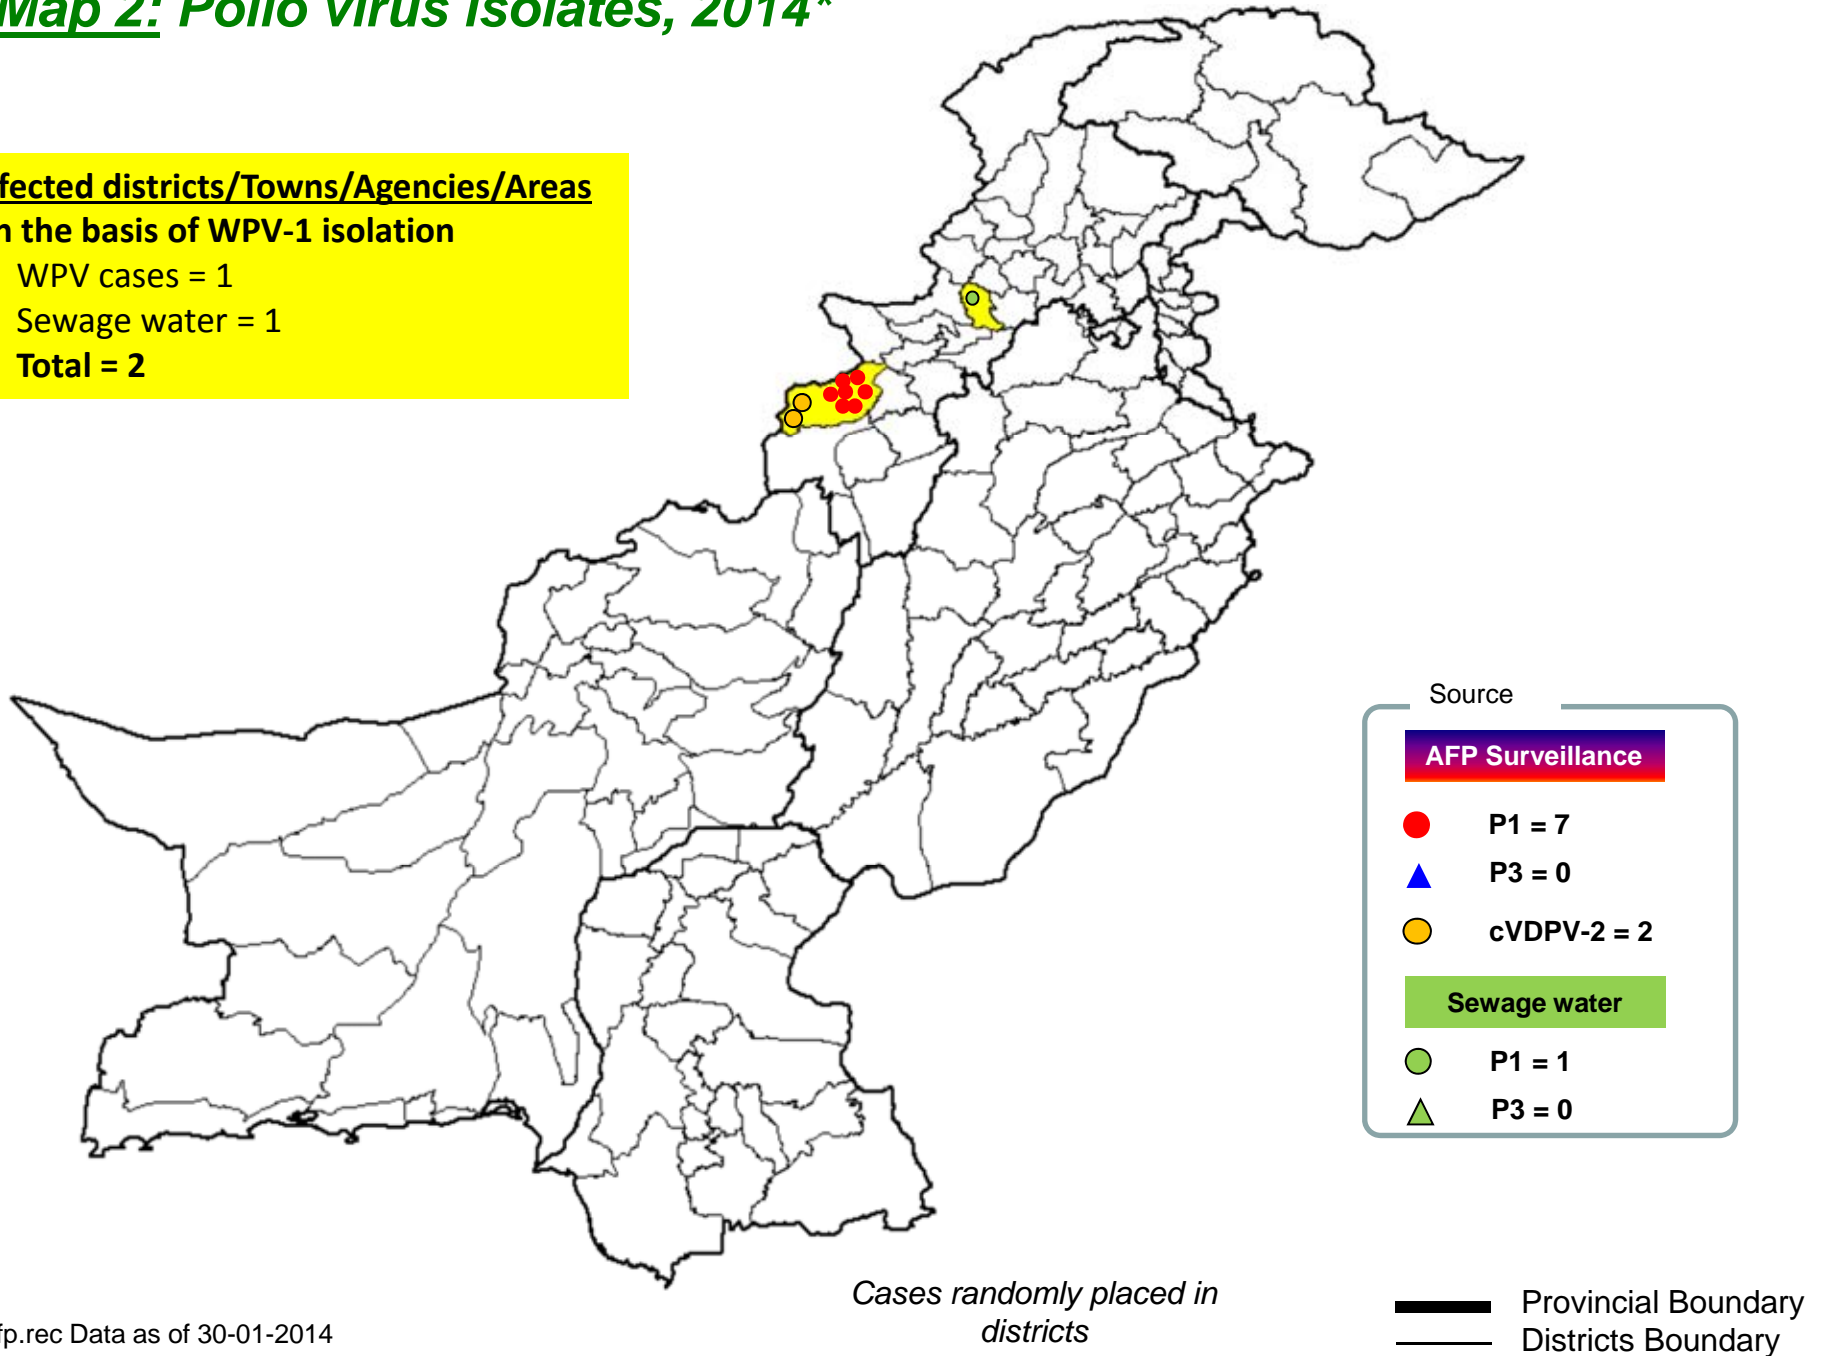 Map 2: Polio virus isolates, 2014*
fected districts/Towns/Agencies/Areas
n the basis of WPV-1 isolation
WPV cases = 1
Sewage water = 1
Total = 2
Source
AFP Surveillance
P1 = 7
P3 = 0
cVDPV-2 = 2
Sewage water
P1 = 1
P3 = 0
Cases randomly placed in
districts
Provincial Boundary
Districts Boundary
fp.rec Data as of 30-01-2014